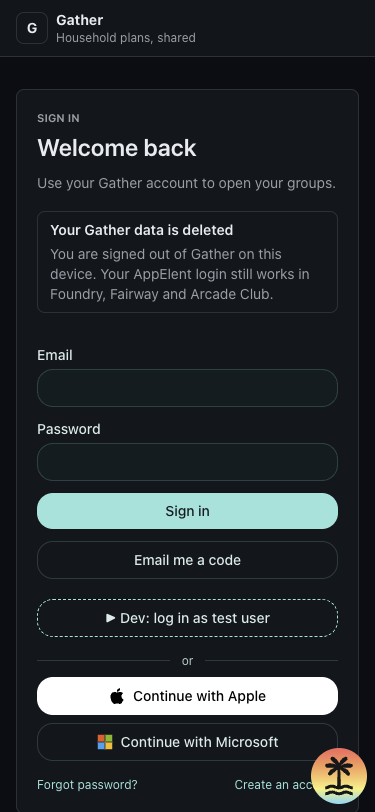 G
Gather
Household plans, shared
SIGN IN
Welcome back
Use your Gather account to open your groups.
Your Gather data is deleted
You are signed out of Gather on this
device. Your AppElent login still works in
Foundry, Fairway and Arcade Club.
Email
Password
Sign in
Email me a code
Dev: log in as test user
or
Continue with Apple
Continue with Microsoft
Forgot password?
Create an